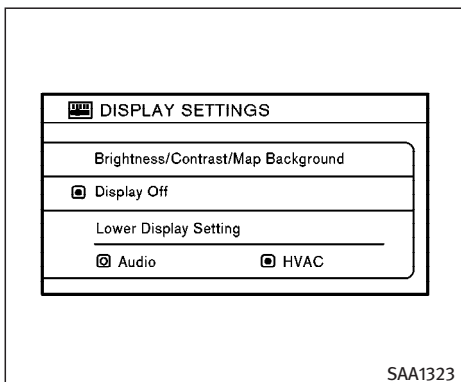 DISPLAY SETTINGS
Brightness/Contrast/Map Background
Display Off
Lower Display Setting
Audio HVAC
SAA1323